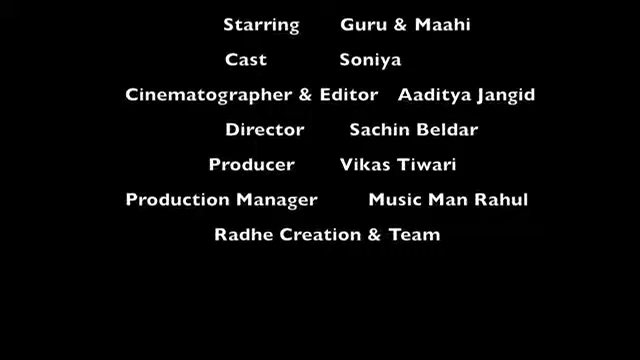 Starring Guru & Maahi
Cast Soniya
Cinematographer & Editor Aaditya Jangid
Director Sachin Beldar
Producer Vikas Tiwari
Production Manager Music Man Rahul
Radhe Creation & Team